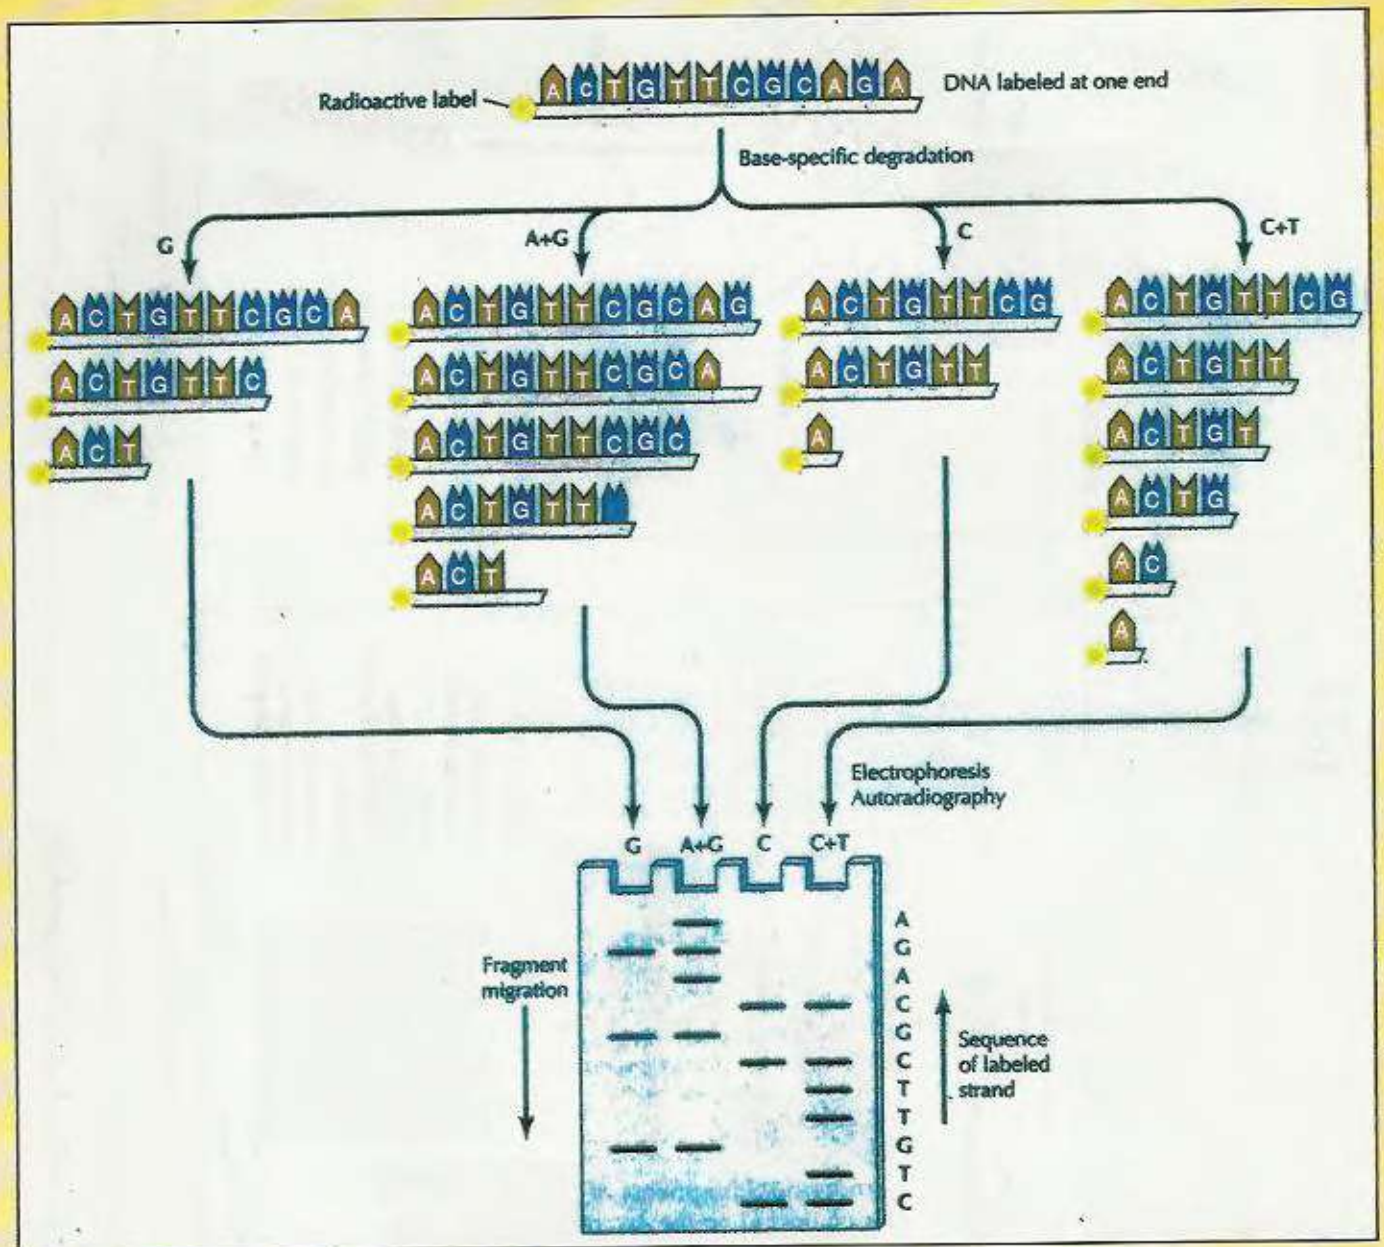 A C T G T T C G C A G A
DNA labeled at one end
Radioactive label
Base-specific degradation
G
A+G
C
C+T
A C T G T T C G C A
A C T G T T C
A C T
A C T G T T C G C A G
A C T G T T C G C A
A C T G T T C G C
A C T G T T
A C T
A C T G T T C G
A C T G T T
A
A C T G T T C G
A C T G T T
A C T G T
A C T G
A C
A
Electrophoresis
Autoradiography
G
A+G
C
C+T
Fragment
migration
A
G
A
C
G
C
T
T
G
T
C
Sequence
of labeled
strand